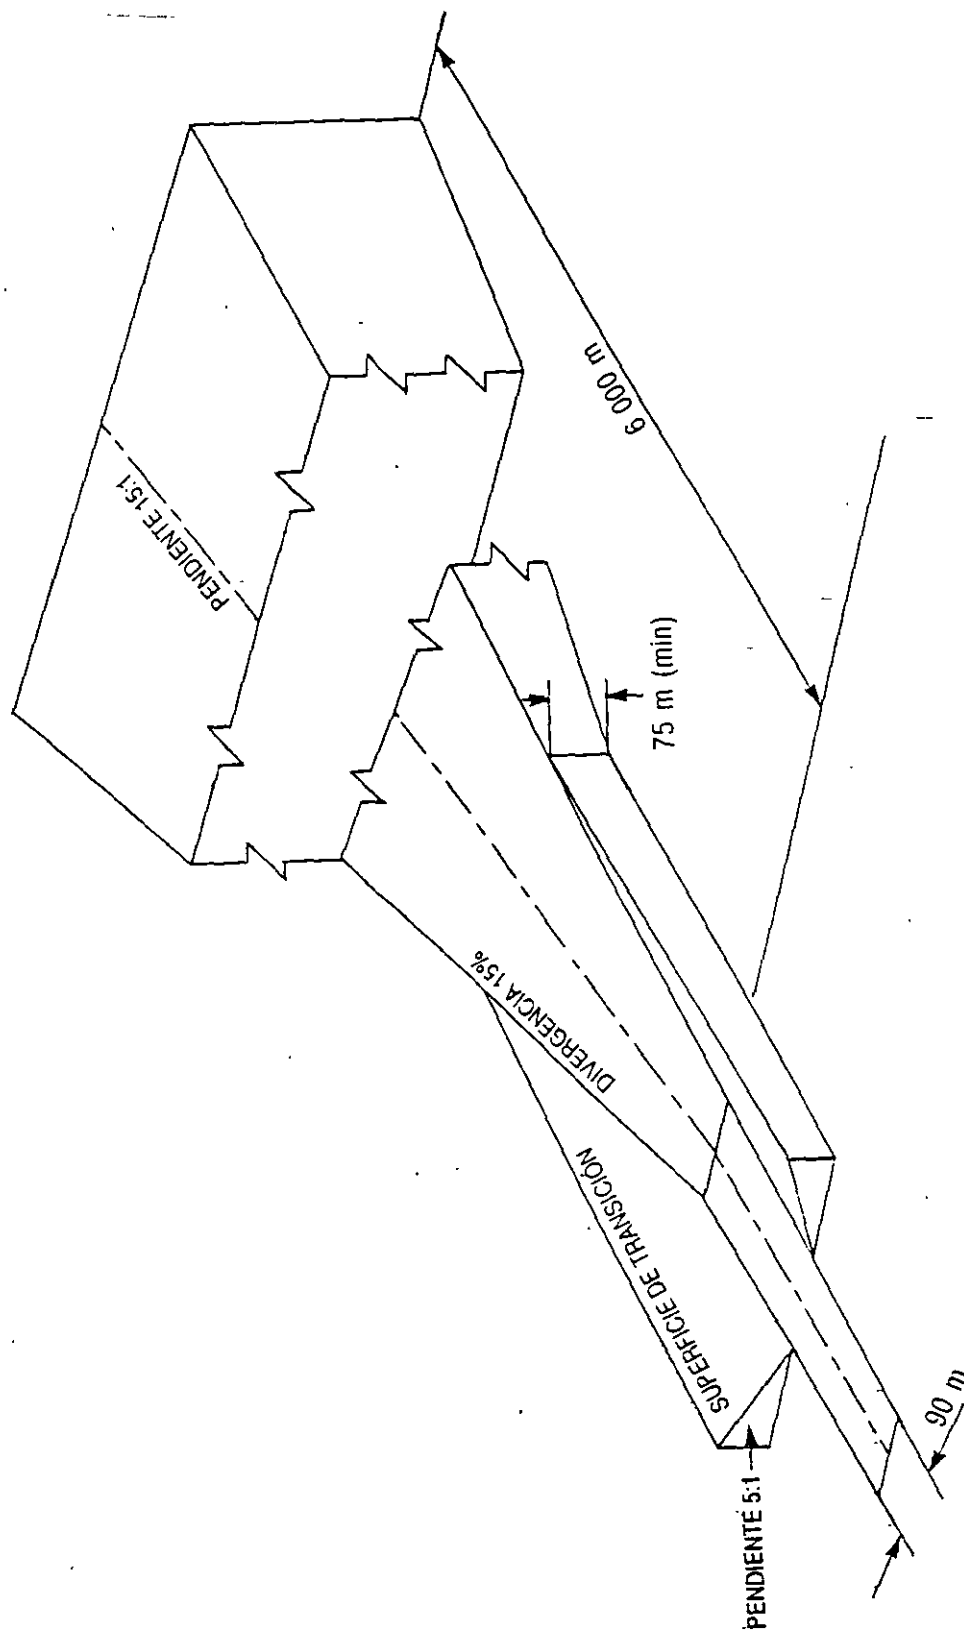 PENDIENTE 15:1
6 000 m
75 m (min)
DIVERGENCIA 15%
SUPERFICIE DE TRANSICIÓN
PENDIENTE 5:1
90 m